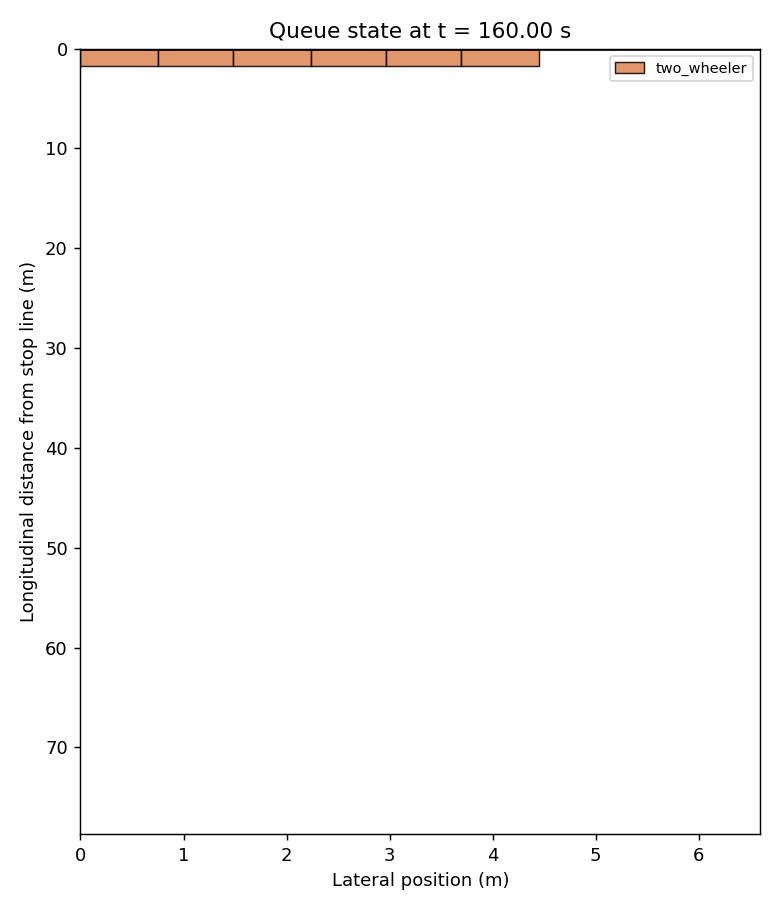 Queue state at t = 160.00 s
two_wheeler
0
10
20
30
40
50
60
70
Longitudinal distance from stop line (m)
0 1 2 3 4 5 6
Lateral position (m)